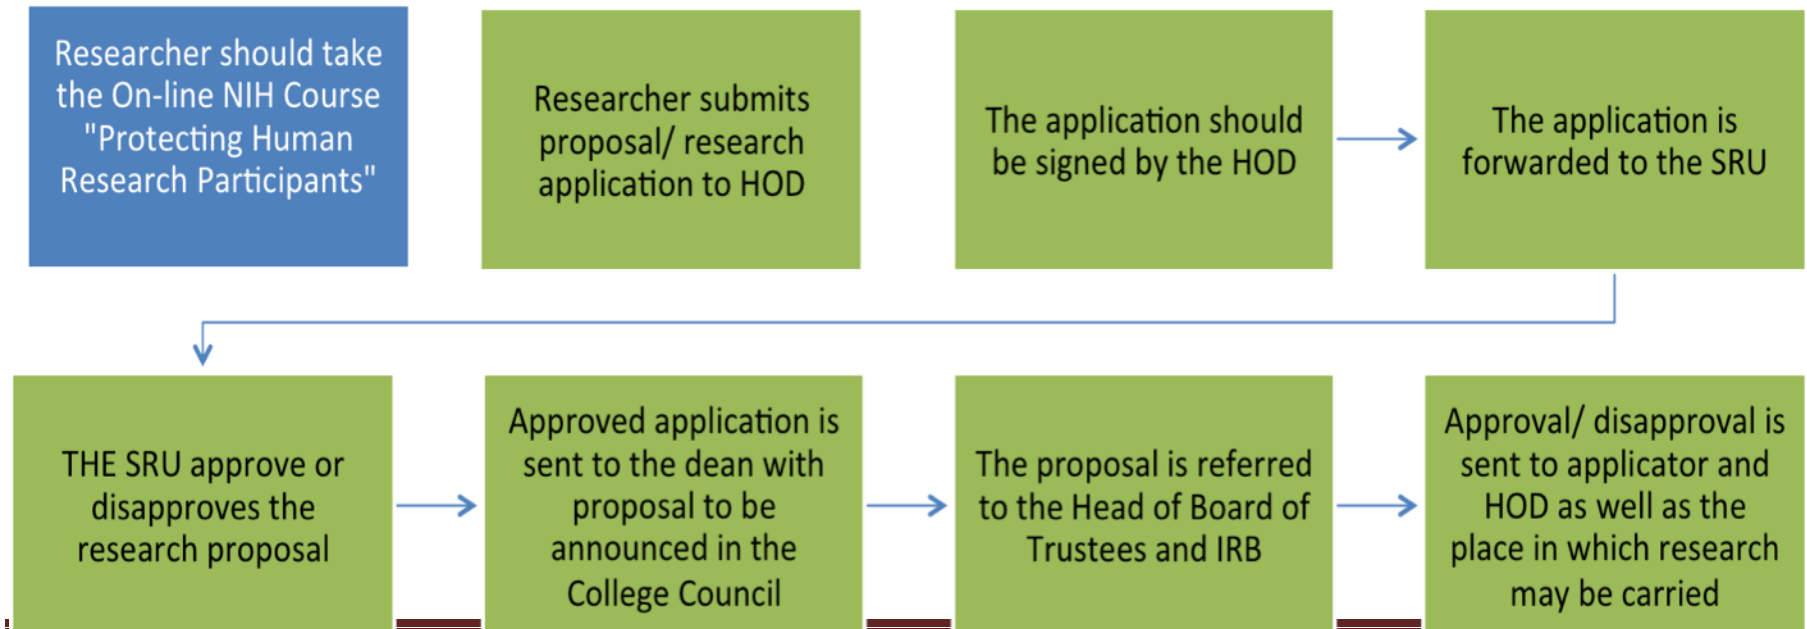 Researcher should take
the On-line NIH Course
"Protecting Human
Research Participants"
Researcher submits
proposal/ research
application to HOD
The application should
be signed by the HOD
The application is
forwarded to the SRU
THE SRU approve or
disapproves the
research proposal
Approved application is
sent to the dean with
proposal to be
announced in the
College Council
The proposal is referred
to the Head of Board of
Trustees and IRB
Approval/ disapproval is
sent to applicator and
HOD as well as the
place in which research
may be carried